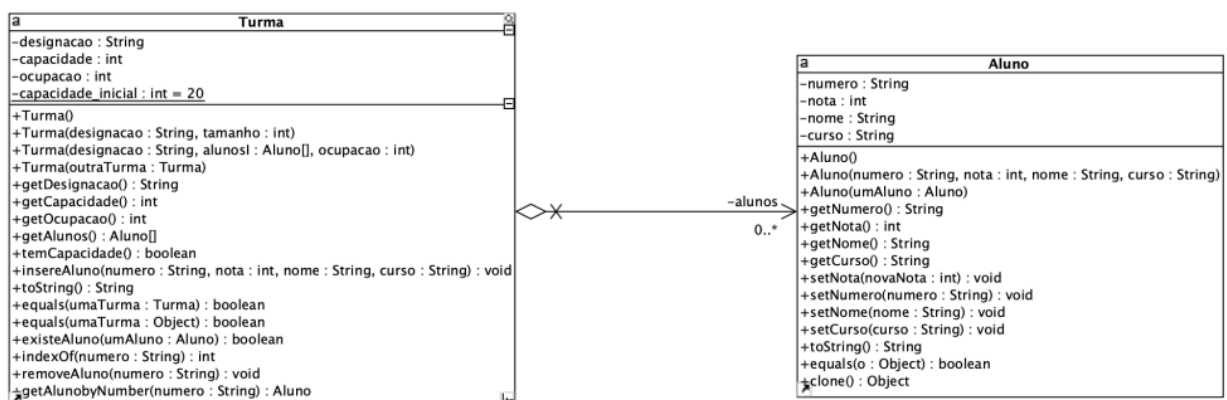 a
Turma
-designacao : String
-capacidade : int
-ocupacao : int
-capacidade_inicial : int = 20
+Turma()
+Turma(designacao : String, tamanho : int)
+Turma(designacao : String, alunosI : Aluno[], ocupacao : int)
+Turma(outraTurma : Turma)
+getDesignacao() : String
+getCapacidade() : int
+getOcupacao() : int
+getAlunos() : Aluno[]
+temCapacidade() : boolean
+insereAluno(numero : String, nota : int, nome : String, curso : String) : void
+toString() : String
+equals(umaTurma : Turma) : boolean
+equals(umaTurma : Object) : boolean
+existeAluno(umAluno : Aluno) : boolean
+indexOf(numero : String) : int
+removeAluno(numero : String) : void
+getAlunobyNumber(numero : String) : Aluno
-alunos
0..*
a
Aluno
-numero : String
-nota : int
-nome : String
-curso : String
+Aluno()
+Aluno(numero : String, nota : int, nome : String, curso : String)
+Aluno(umAluno : Aluno)
+getNumero() : String
+getNota() : int
+getNome() : String
+getCurso() : String
+setNota(novaNota : int) : void
+setNumero(numero : String) : void
+setNome(nome : String) : void
+setCurso(curso : String) : void
+toString() : String
+equals(o : Object) : boolean
+clone() : Object